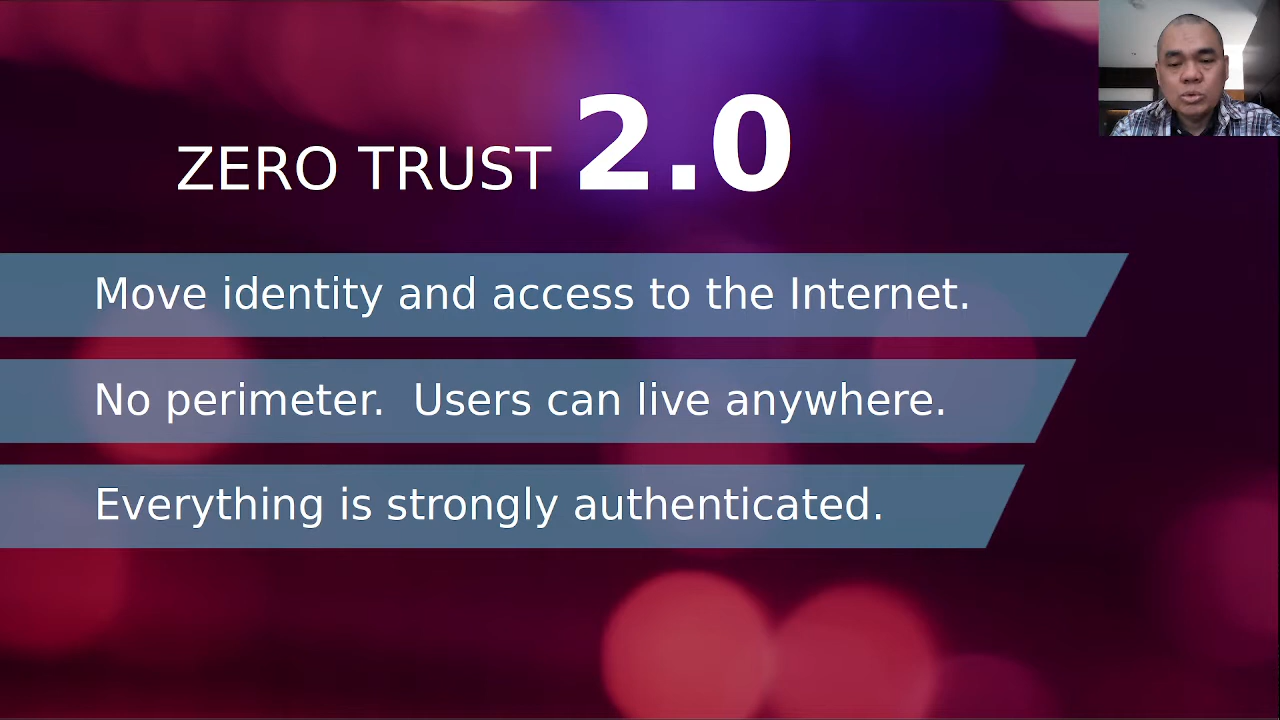 ZERO TRUST 2.0
Move identity and access to the Internet.
No perimeter.  Users can live anywhere.
Everything is strongly authenticated.